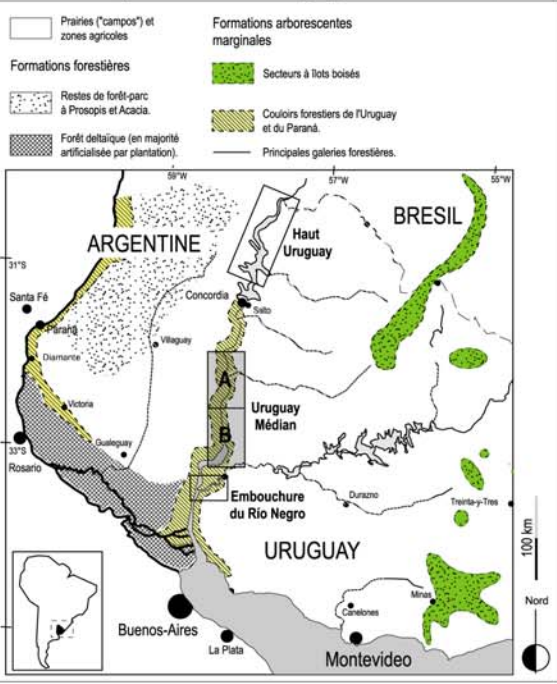 Prairies ("campos") et
zones agricoles
Formations forestières
Restes de forêt-parc
à Prosopis et Acacia.
Forêt deltaïque (en majorité
artificialisée par plantation).
Formations arborescentes
marginales
Secteurs à îlots boisés
Couloirs forestiers de l'Uruguay
et du Paraná.
Principales galeries forestières.
59°W
57°W
55°W
BRESIL
Haut
Uruguay
ARGENTINE
31°S
Santa Fé
Concordia
Salto
Paraná
Villaguay
Diamante
A
Uruguay
Médian
Victoria
B
33°S
Gualeguay
Rosario
Embouchure
du Río Negro
Durazno
Treinta-y-Tres
100 km
URUGUAY
Nord
Minas
Canelones
Buenos-Aires
La Plata
Montevideo